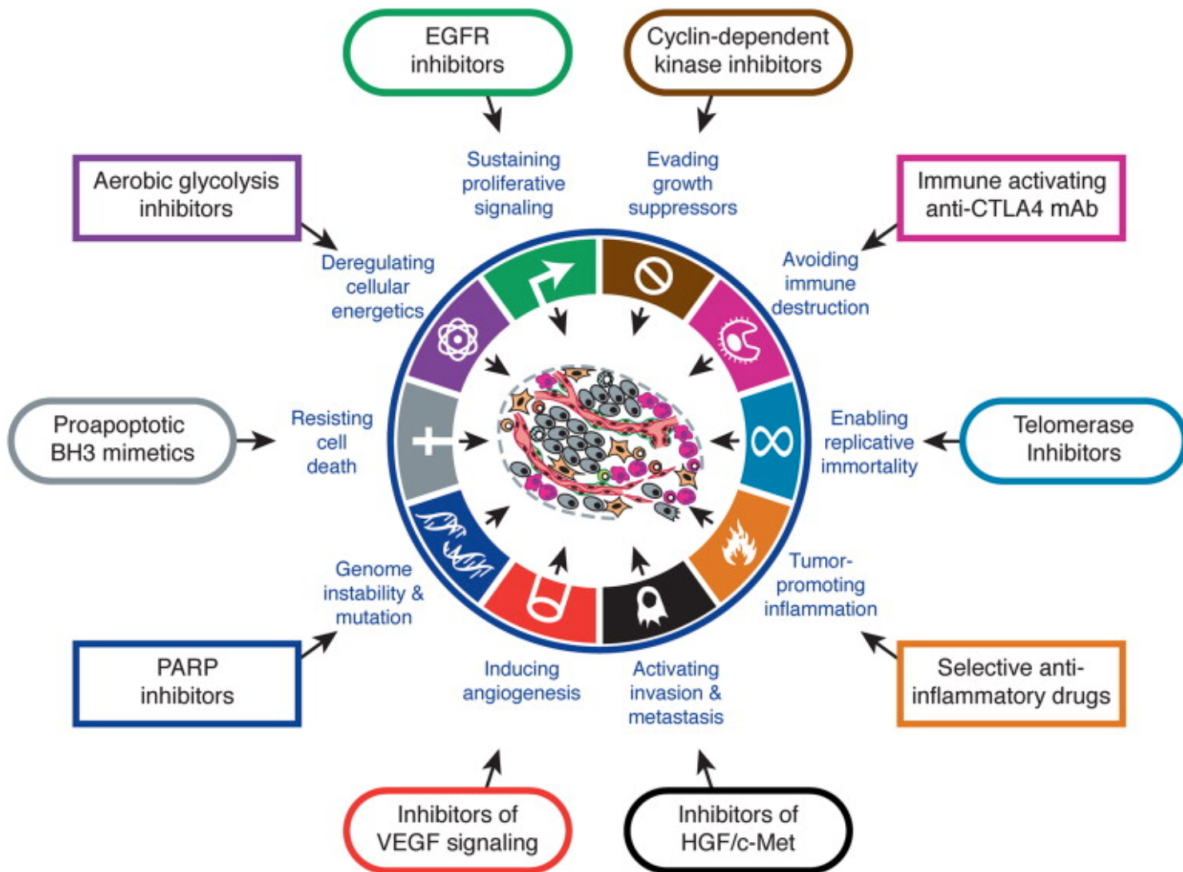 EGFR
inhibitors
Cyclin-dependent
kinase inhibitors
Sustaining
proliferative
signaling
Evading
growth
suppressors
Aerobic glycolysis
inhibitors
Immune activating
anti-CTLA4 mAb
Deregulating
cellular
energetics
Avoiding
immune
destruction
Proapoptotic
BH3 mimetics
Resisting
cell
death
Enabling
replicative
immortality
Telomerase
Inhibitors
Genome
instability &
mutation
Tumor-
promoting
inflammation
PARP
inhibitors
Inducing
angiogenesis
Activating
invasion &
metastasis
Selective anti-
inflammatory drugs
Inhibitors of
VEGF signaling
Inhibitors of
HGF/c-Met